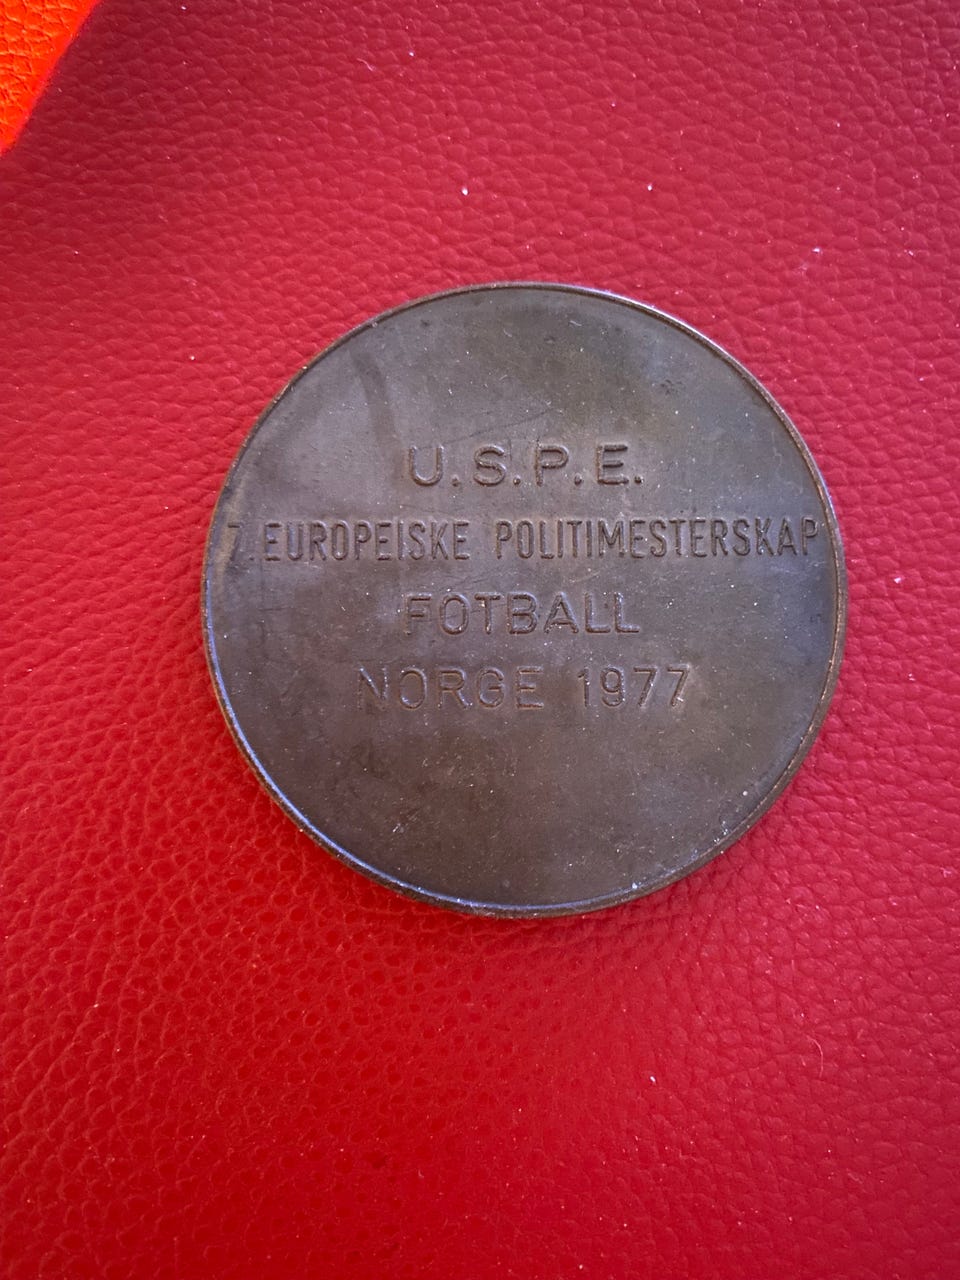 U.S.P.E.
7. EUROPEISKE POLITIMESTERSKAP
FOTBALL
NORGE 1977